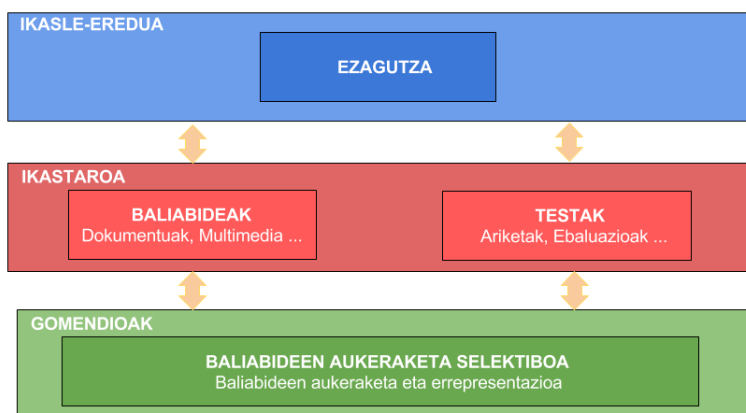 IKASLE-EREDUA
EZAGUTZA
IKASTAROA
BALIABIDEAK
Dokumentuak, Multimedia ...
TESTAK
Ariketak, Ebaluazioak ...
GOMENDIOAK
BALIABIDEEN AUKERAKETA SELEKTIBOA
Baliabideen aukeraketa eta errepresentazioa